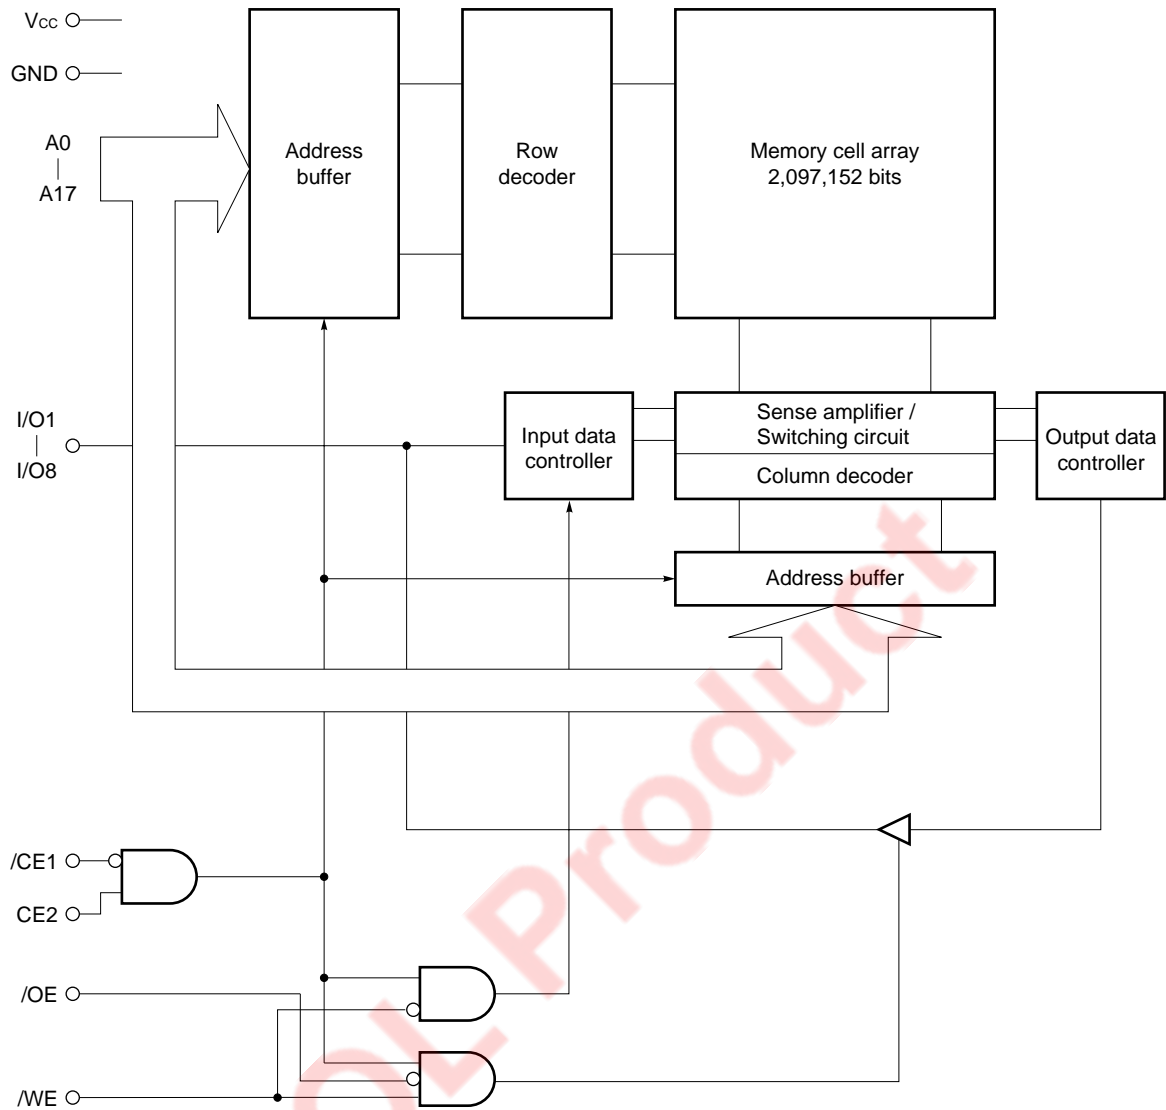 Vcc
GND
A0
A17
Address
buffer
Row
decoder
Memory cell array
2,097,152 bits
I/O1
I/O8
Input data
controller
Sense amplifier /
Switching circuit
Column decoder
Output data
controller
Address buffer
/CE1
CE2
/OE
/WE
OL Product